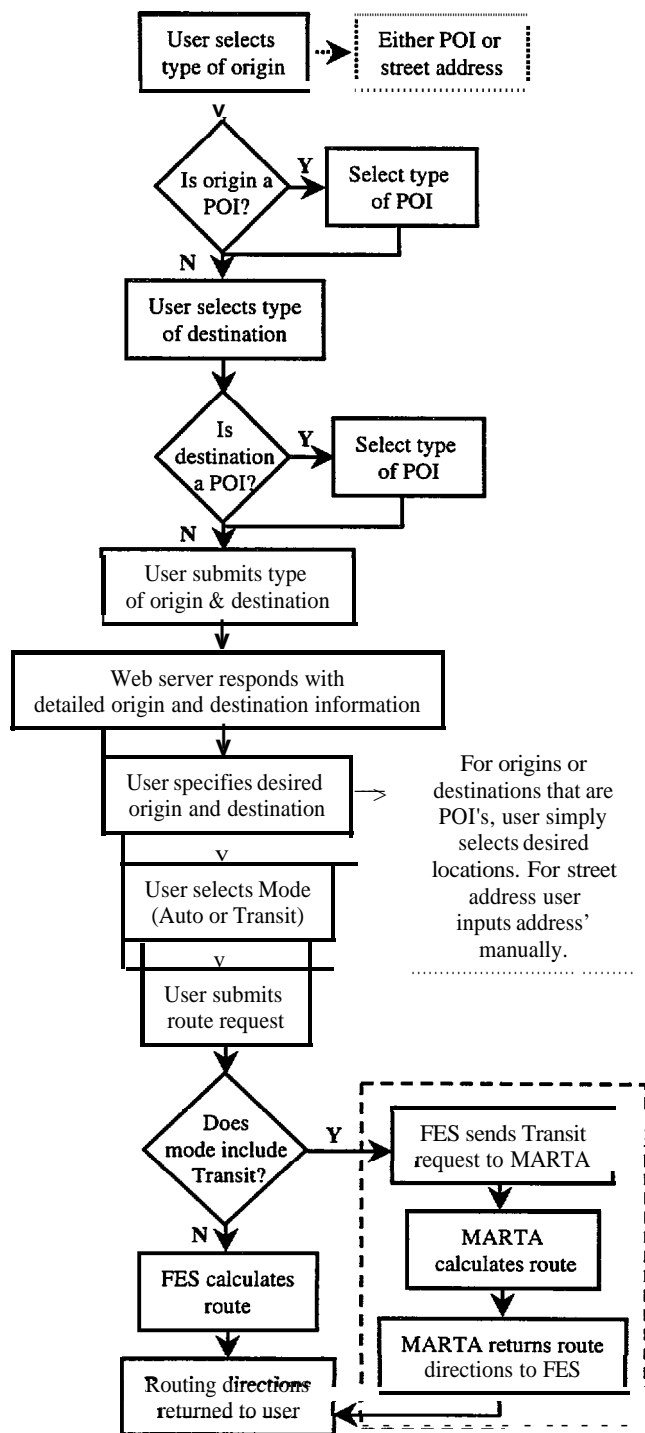 User selects
type of origin
Either POI or
street address
v
Is origin a
POI?
Y
Select type
of POI
N
User selects type
of destination
Is
destination
a POI?
Y
Select type
of POI
N
User submits type
of origin & destination
Web server responds with
detailed origin and destination information
User specifies desired
origin and destination
For origins or
destinations that are
POI's, user simply
selects desired
locations. For street
address user
inputs address’
manually.
v
User selects Mode
(Auto or Transit)
v
User submits
route request
Does
mode include
Transit?
Y
FES sends Transit
request to MARTA
MARTA
calculates route
MARTA returns route
directions to FES
N
FES calculates
route
Routing directions
returned to user